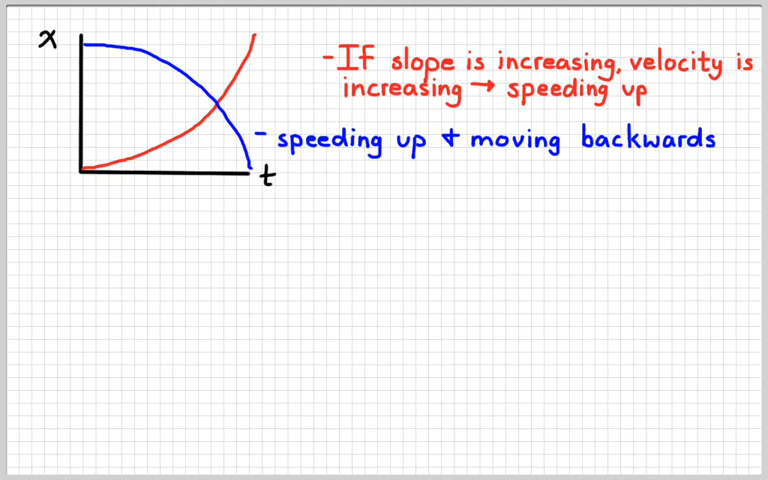 x
-If slope is increasing, velocity is
increasing → speeding up
- speeding up + moving backwards
t